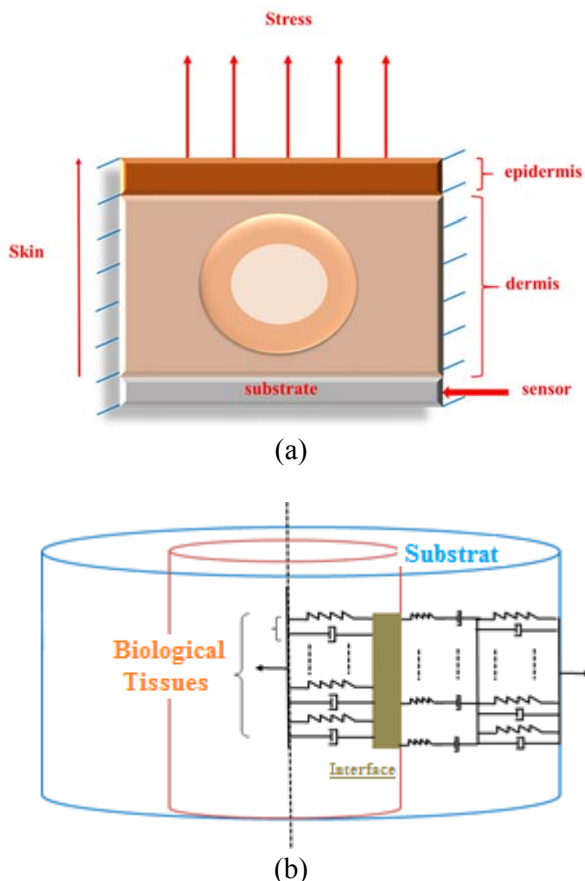 Stress
epidermis
Skin
dermis
substrate
sensor
(a)
Substrat
Biological
Tissues
Interface
(b)